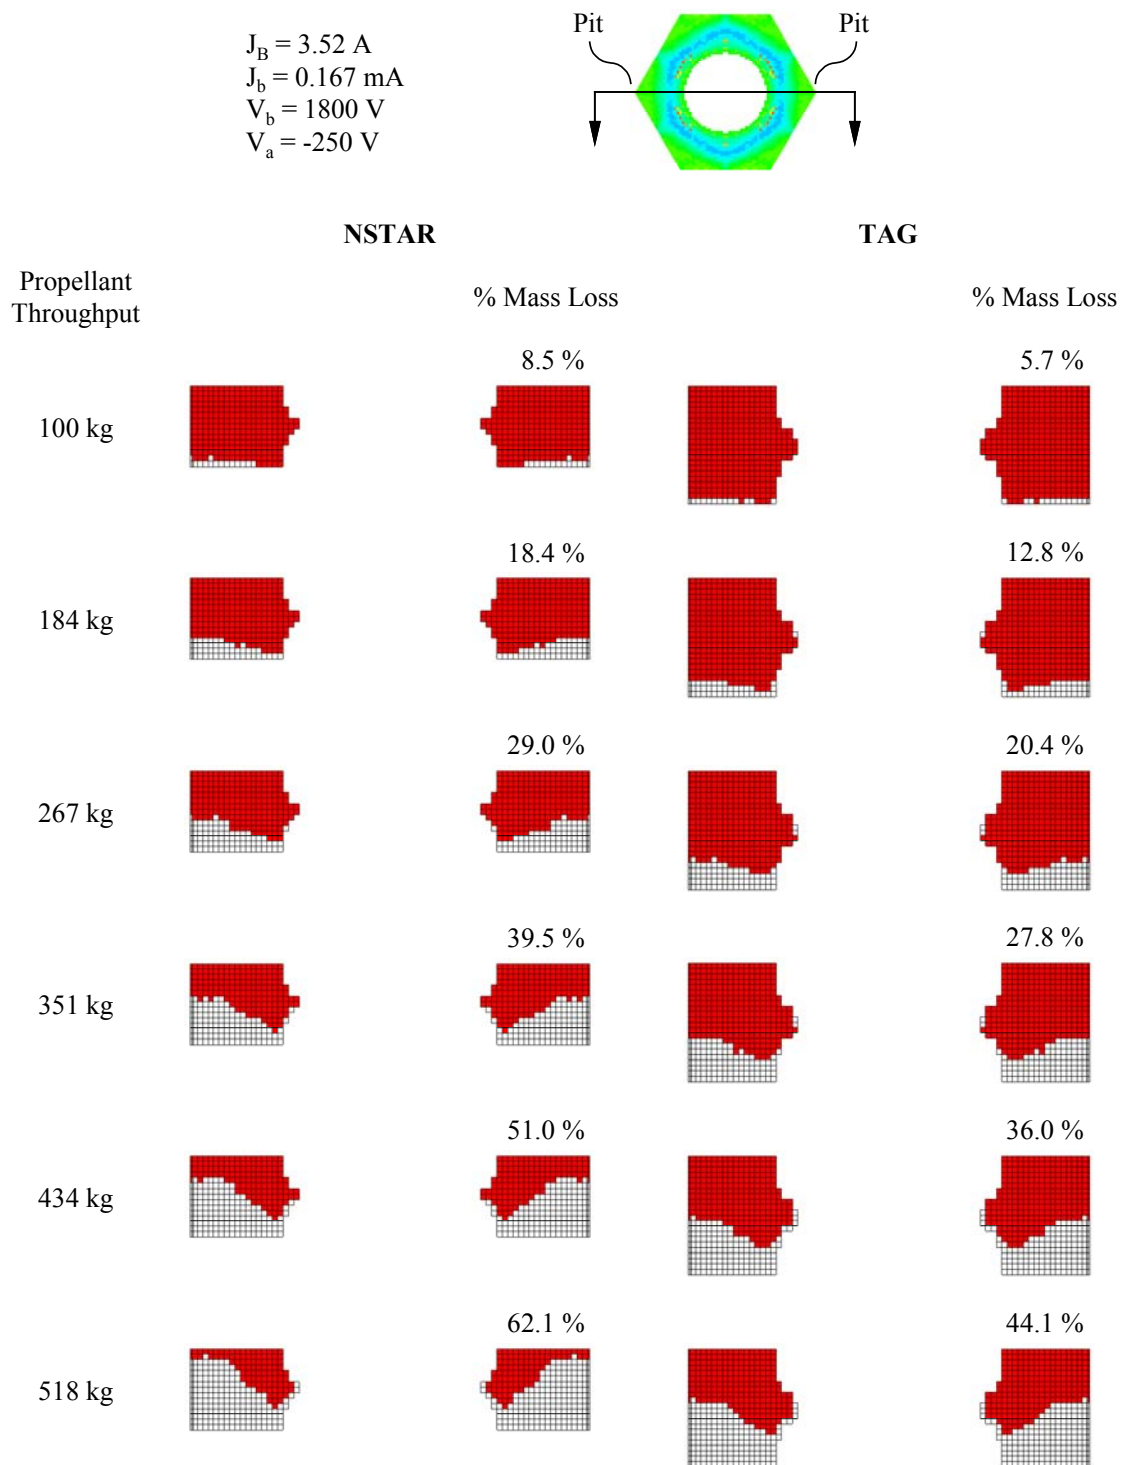 J_B = 3.52 A
J_b = 0.167 mA
V_b = 1800 V
V_a = -250 V
Pit
Pit
NSTAR
TAG
Propellant
Throughput
% Mass Loss
% Mass Loss
8.5 %
5.7 %
100 kg
18.4 %
12.8 %
184 kg
29.0 %
20.4 %
267 kg
39.5 %
27.8 %
351 kg
51.0 %
36.0 %
434 kg
62.1 %
44.1 %
518 kg